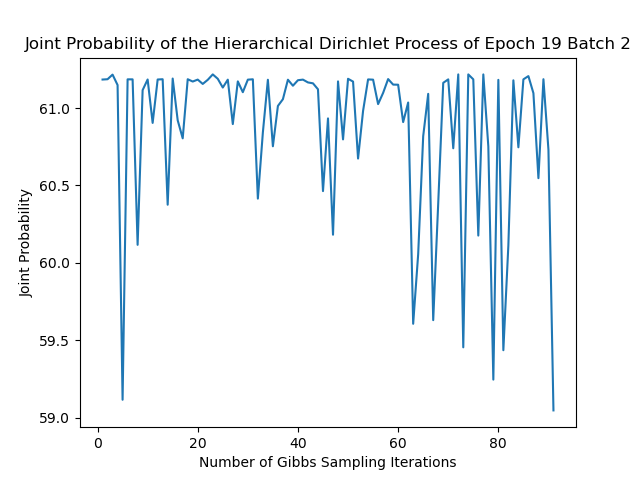 Joint Probability of the Hierarchical Dirichlet Process of Epoch 19 Batch 2
61.0
60.5
60.0
59.5
59.0
Joint Probability
0 20 40 60 80
Number of Gibbs Sampling Iterations